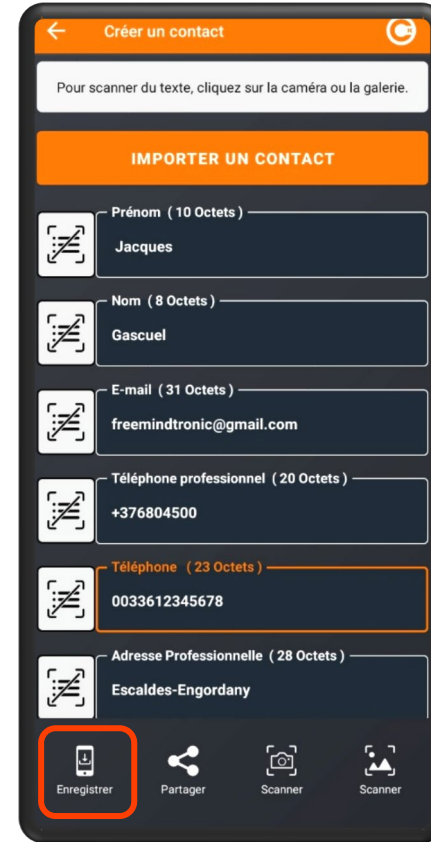 Créer un contact
Pour scanner du texte, cliquez sur la caméra ou la galerie.
IMPORTER UN CONTACT
Prénom ( 10 Octets )
Jacques
Nom ( 8 Octets )
Gascuel
E-mail ( 31 Octets )
freemindtronic@gmail.com
Téléphone professionnel ( 20 Octets )
+376804500
Téléphone ( 23 Octets )
0033612345678
Adresse Professionnelle ( 28 Octets )
Escaldes-Engordany
Enregistrer Partager Scanner Scanner